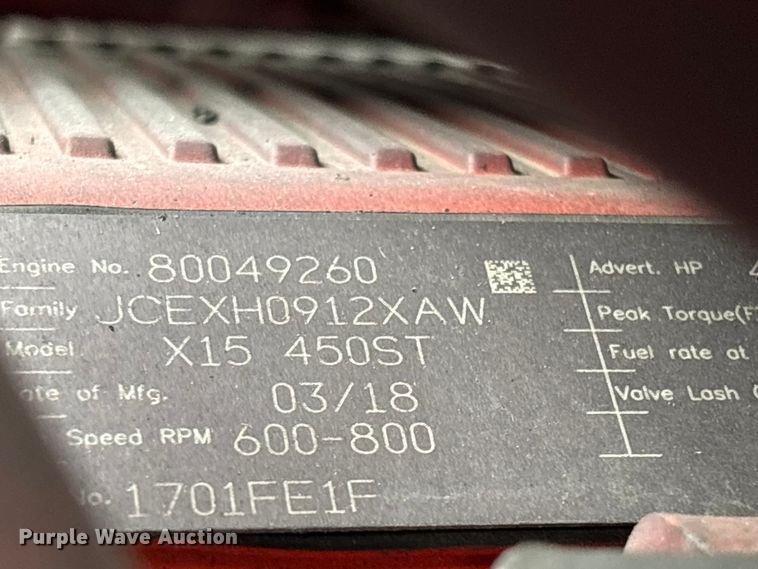 Engine No. 80049260
Family JCEXH0912XAW
Model X15 450ST
of Mfg. 03/18
Speed RPM 600-800
No. 1701FE1F
Advert. HP
Peak Torque(F
Fuel rate at
Valve Lash
Purple Wave Auction